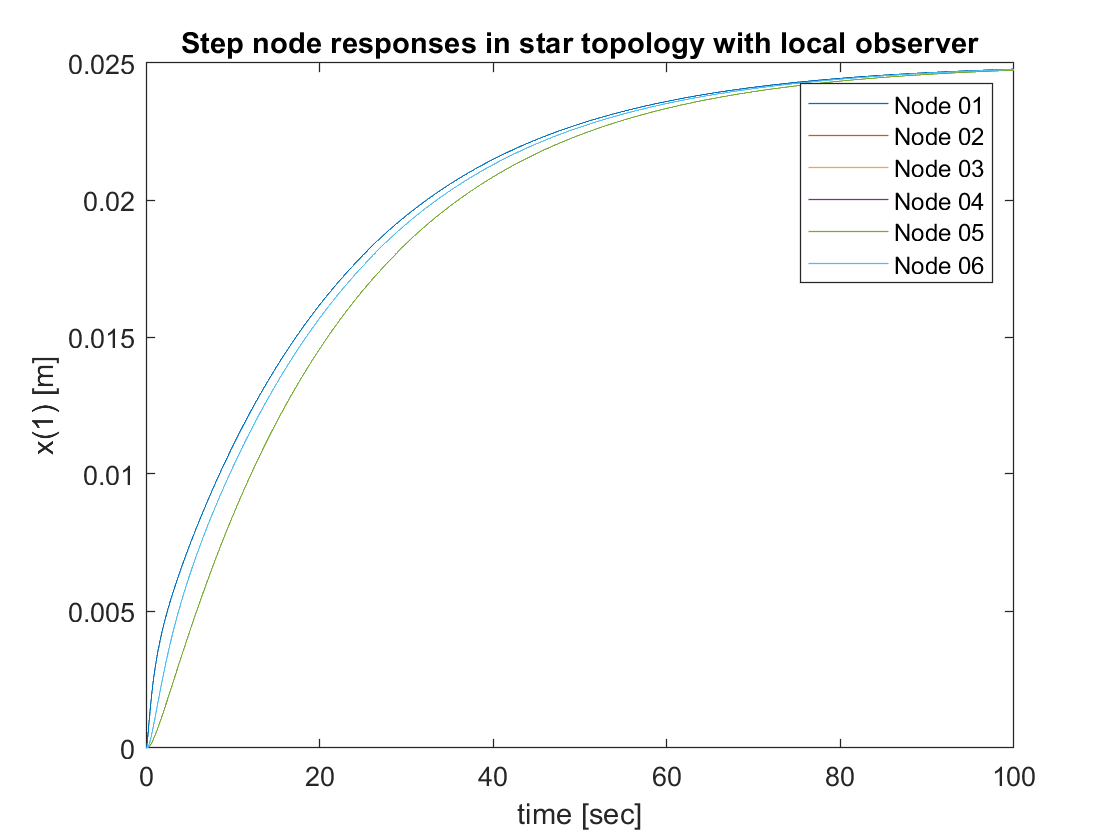 Step node responses in star topology with local observer
0.025
0.02
0.015
0.01
0.005
0
x(1) [m]
Node 01
Node 02
Node 03
Node 04
Node 05
Node 06
0 20 40 60 80 100
time [sec]